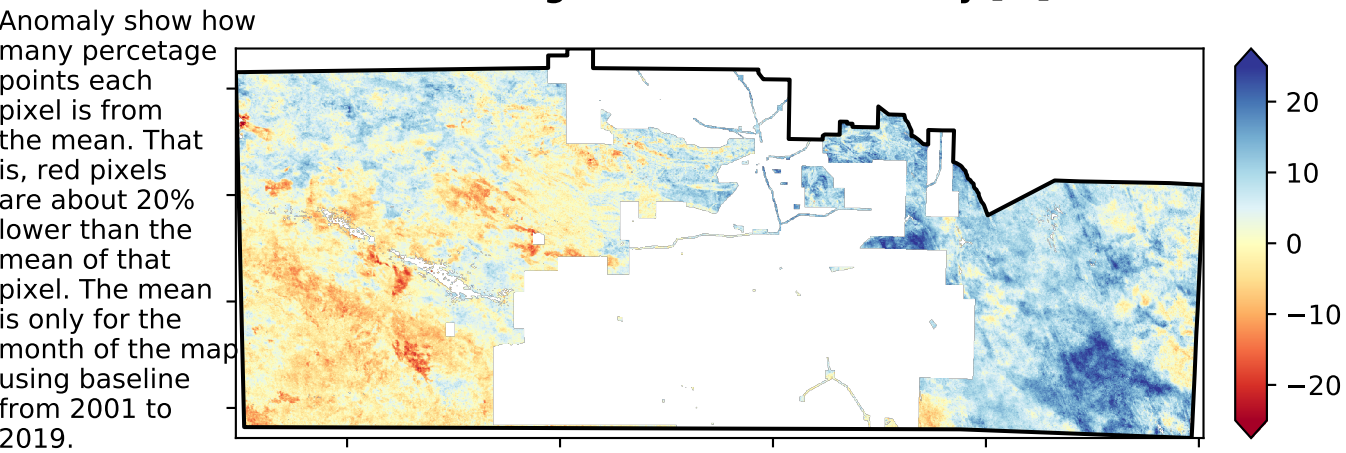 Anomaly show how
many percetage
points each
pixel is from
the mean. That
is, red pixels
are about 20%
lower than the
mean of that
pixel. The mean
is only for the
month of the map
using baseline
from 2001 to
2019.
20
10
0
−10
−20